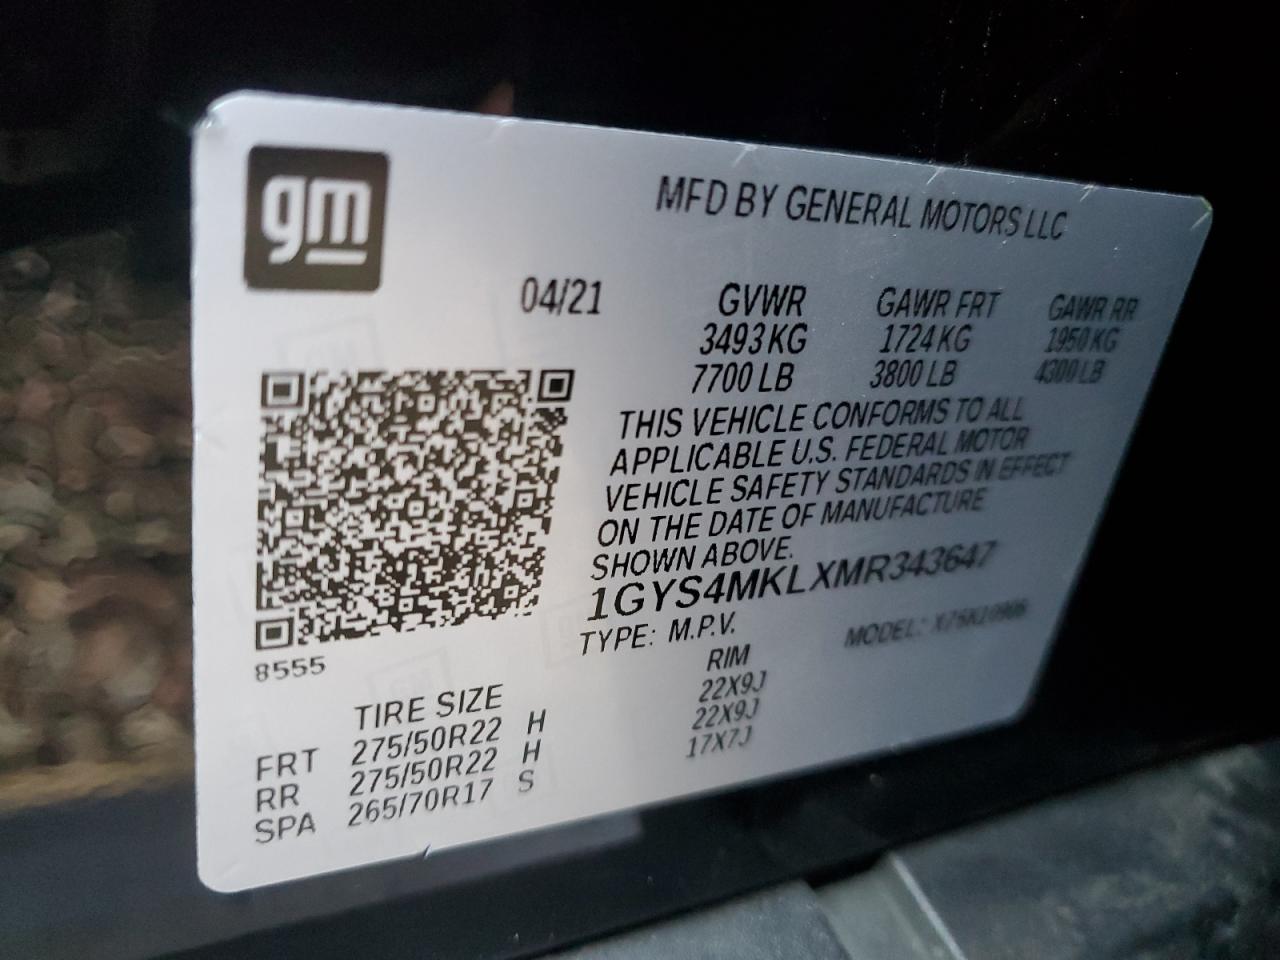 gm
MFD BY GENERAL MOTORS LLC
04/21 GVWR GAWR FRT GAWR RR
3493 KG 1724 KG 1950 KG
7700 LB 3800 LB 4300 LB
THIS VEHICLE CONFORMS TO ALL
APPLICABLE U.S. FEDERAL MOTOR
VEHICLE SAFETY STANDARDS IN EFFECT
ON THE DATE OF MANUFACTURE
SHOWN ABOVE.
1GYS4MKLXMR343647
TYPE: M.P.V. MODEL:
8555
TIRE SIZE RIM
FRT 275/50R22 H 22X9J
RR 275/50R22 H 22X9J
SPA 265/70R17 S 17X7J